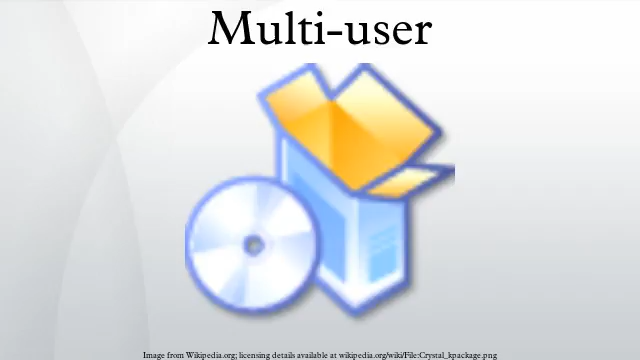 Multi-user
Image from Wikipedia.org; licensing details available at wikipedia.org/wiki/File:Crystal_kpackage.png